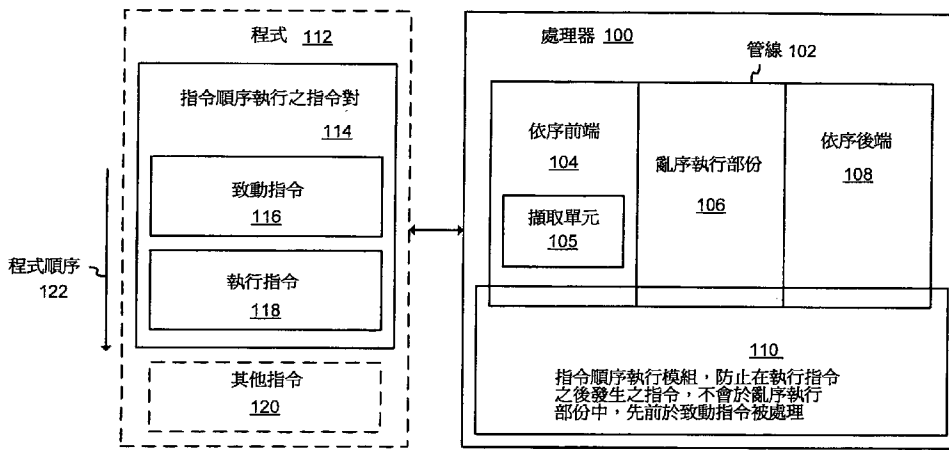 程式 112
指令順序執行之指令對
114
致動指令
116
執行指令
118
其他指令
120
程式順序
122
處理器 100
管線 102
依序前端
104
擷取單元
105
亂序執行部份
106
依序後端
108
110
指令順序執行模組，防止在執行指令
之後發生之指令，不會於亂序執行
部份中，先前於致動指令被處理